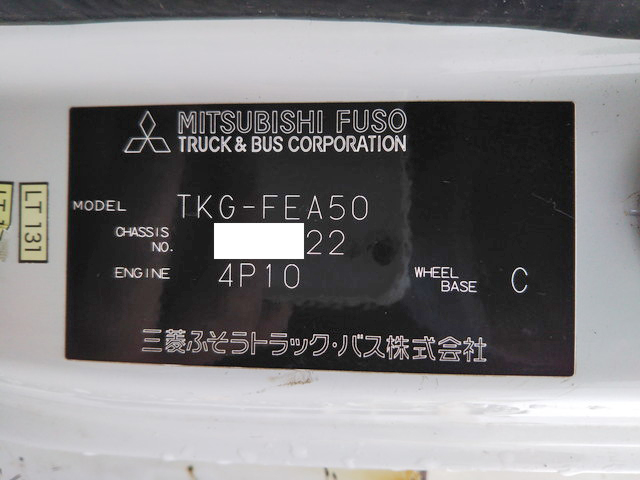 MITSUBISHI FUSO
TRUCK & BUS CORPORATION
MODEL TKG-FEA50
CHASSIS NO. 22
ENGINE 4P10 WHEEL BASE C
三菱ふそうトラック・バス株式会社
LT 131